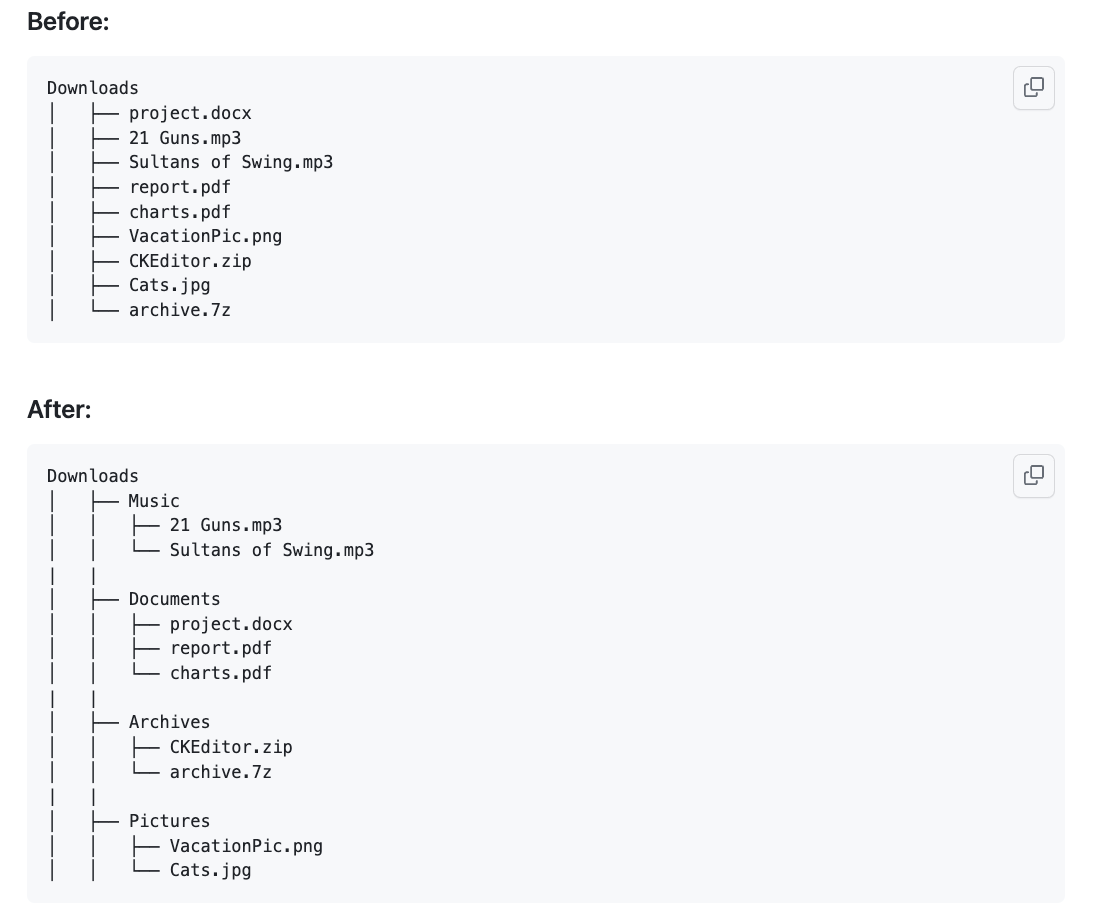 Before:
Downloads
│   ├── project.docx
│   ├── 21 Guns.mp3
│   ├── Sultans of Swing.mp3
│   ├── report.pdf
│   ├── charts.pdf
│   ├── VacationPic.png
│   ├── CKEditor.zip
│   ├── Cats.jpg
│   └── archive.7z
After:
Downloads
│   ├── Music
│   │   ├── 21 Guns.mp3
│   │   └── Sultans of Swing.mp3
|   |
│   ├── Documents
│   │   ├── project.docx
│   │   ├── report.pdf
│   │   └── charts.pdf
|   |
│   ├── Archives
│   │   ├── CKEditor.zip
│   │   └── archive.7z
|   |
│   ├── Pictures
│   │   ├── VacationPic.png
│   │   └── Cats.jpg